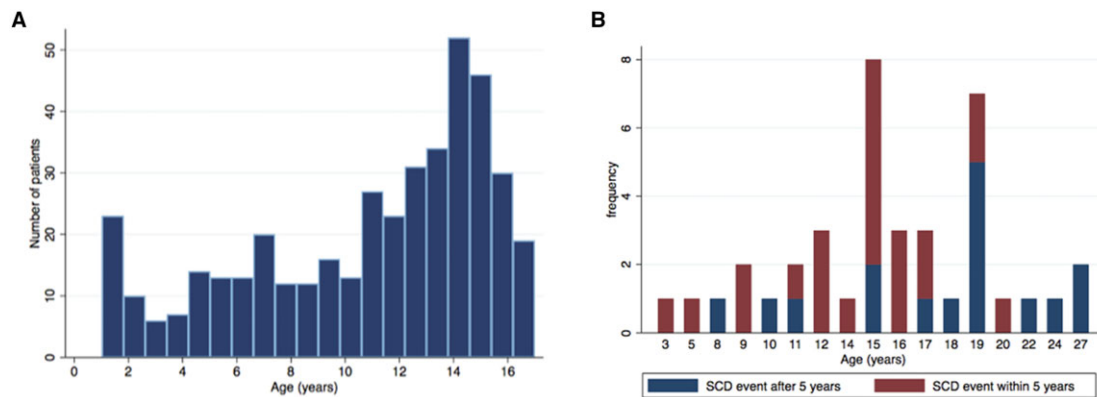 A
Number of patients
50
40
30
20
10
0
0 2 4 6 8 10 12 14 16
Age (years)
B
frequency
8
6
4
2
0
3 5 8 9 10 11 12 14 15 16 17 18 19 20 22 24 27
Age (years)
SCD event after 5 years SCD event within 5 years